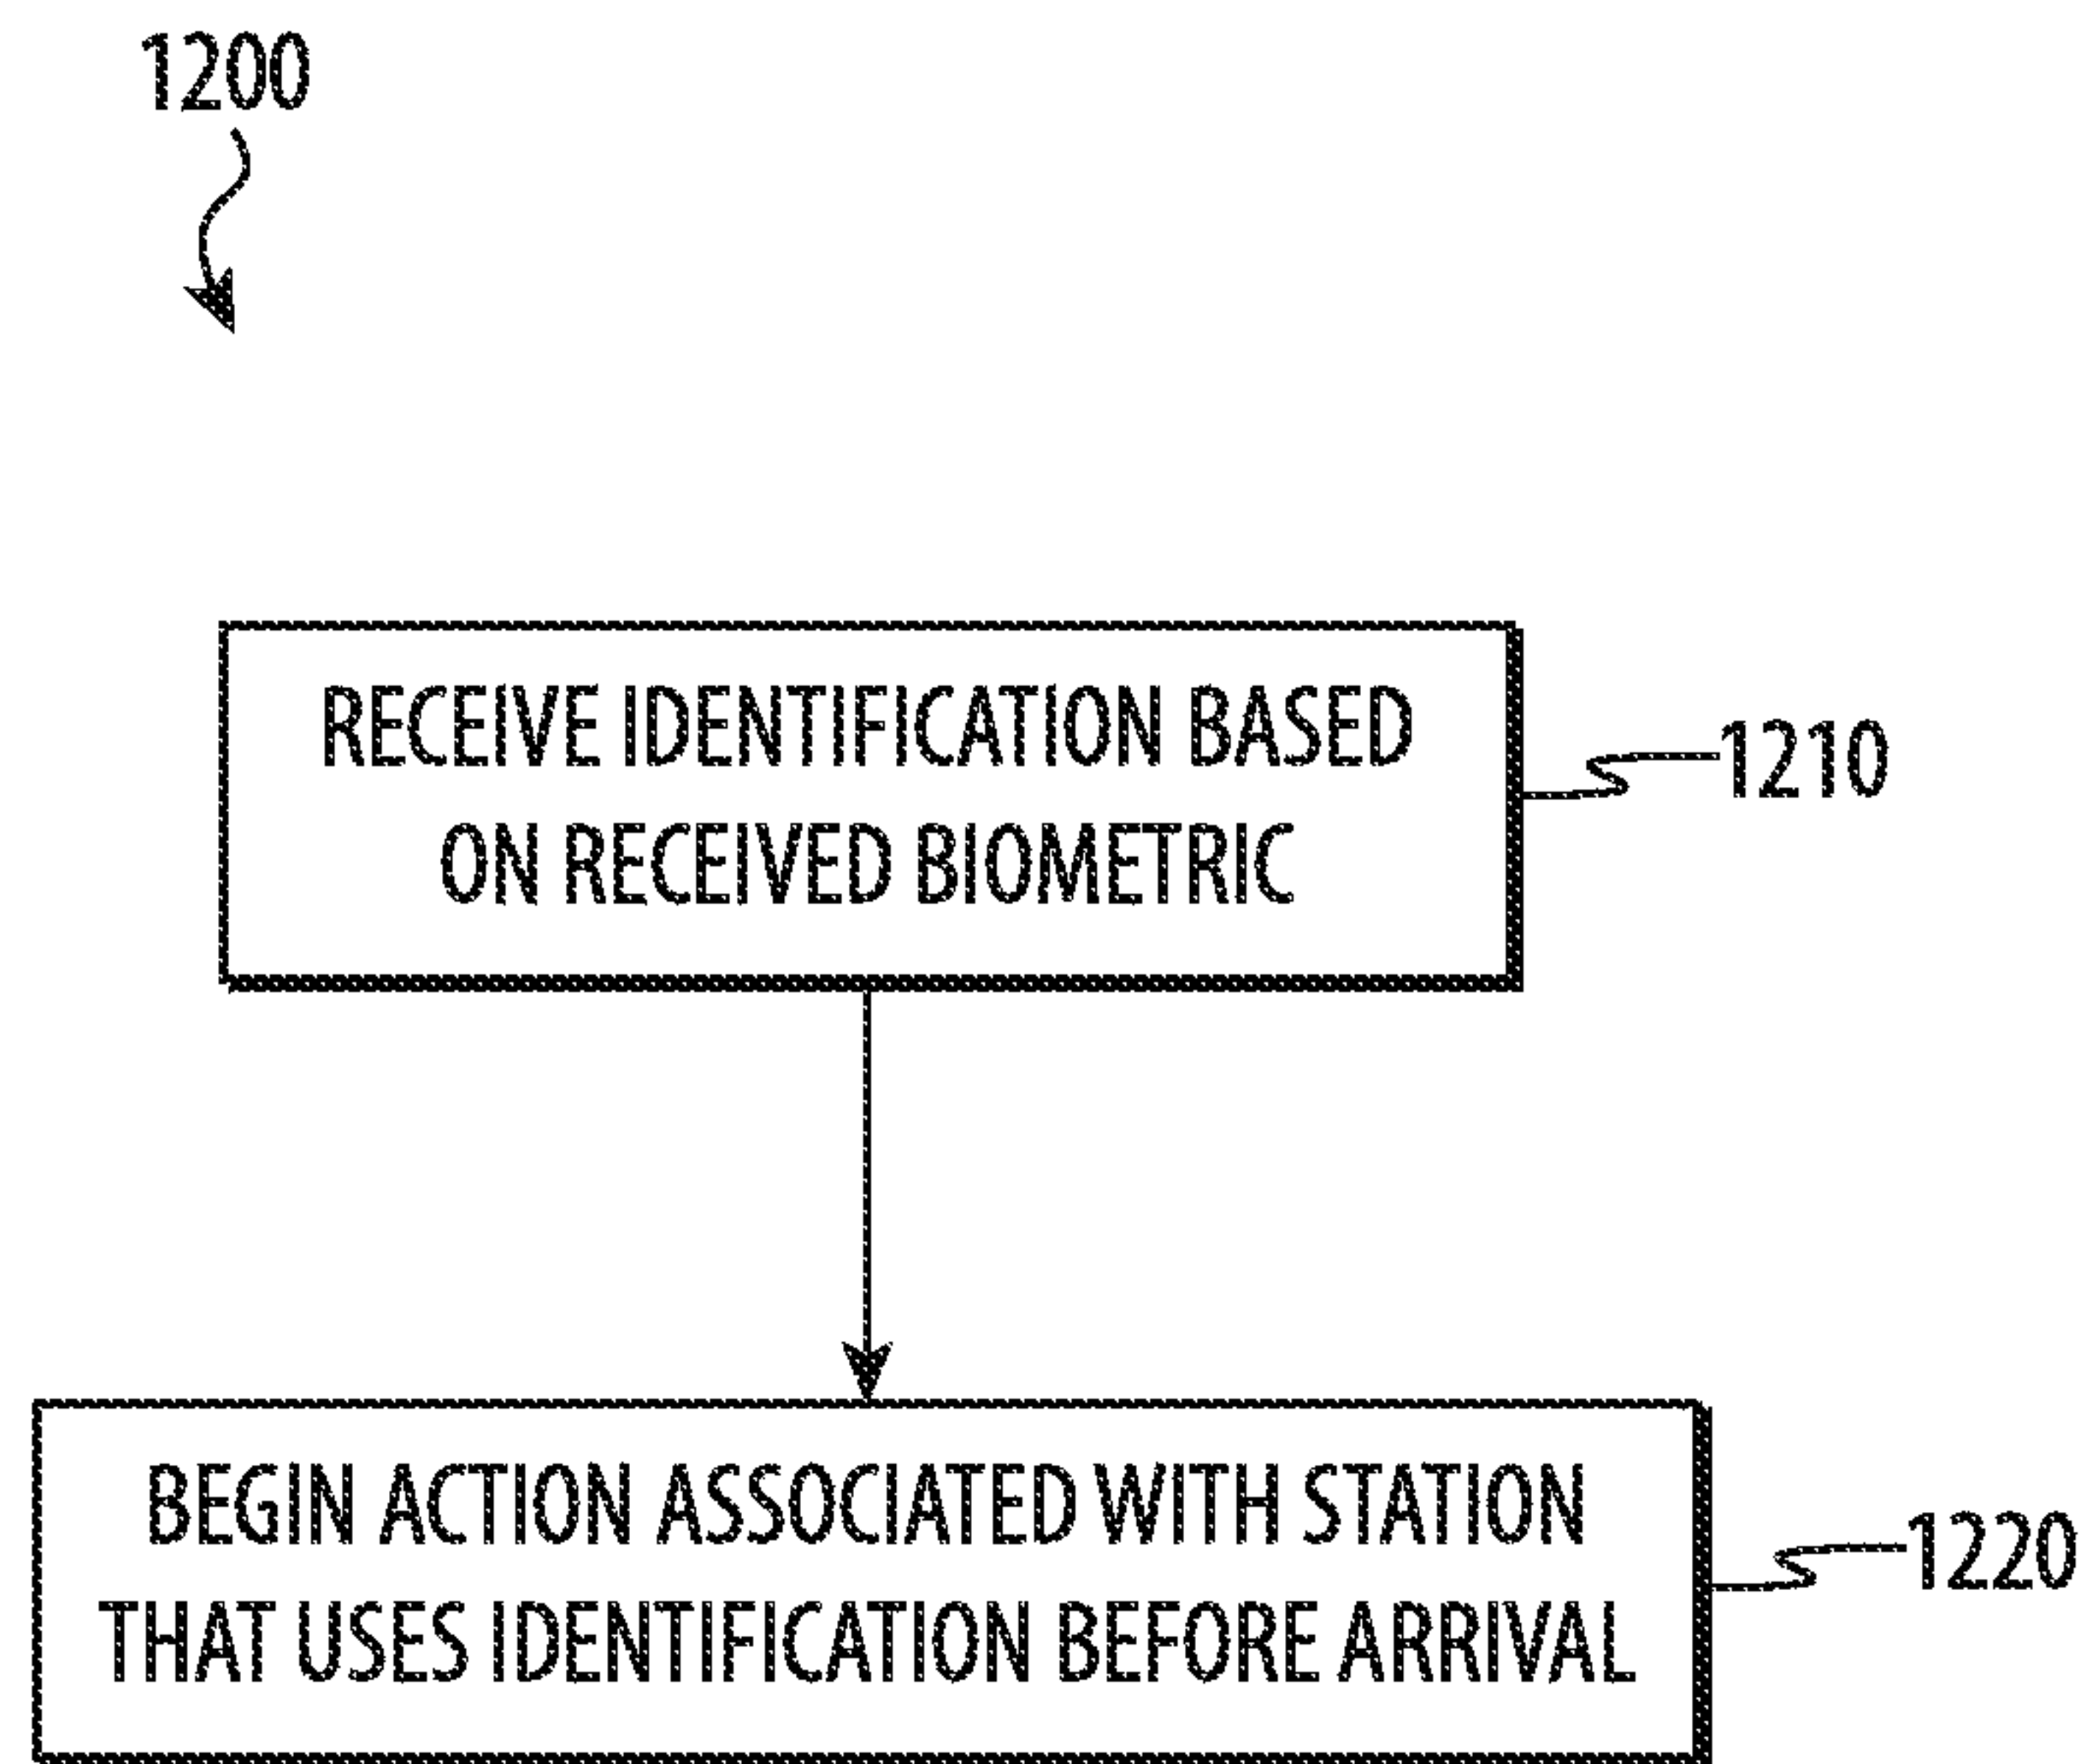 1200
RECEIVE IDENTIFICATION BASED
ON RECEIVED BIOMETRIC
1210
BEGIN ACTION ASSOCIATED WITH STATION
THAT USES IDENTIFICATION BEFORE ARRIVAL
1220